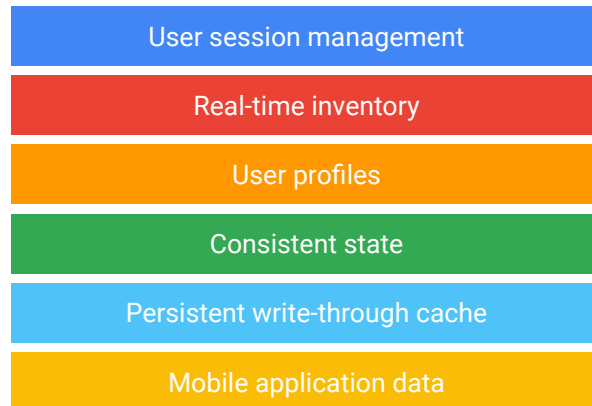 User session management
Real-time inventory
User profiles
Consistent state
Persistent write-through cache
Mobile application data